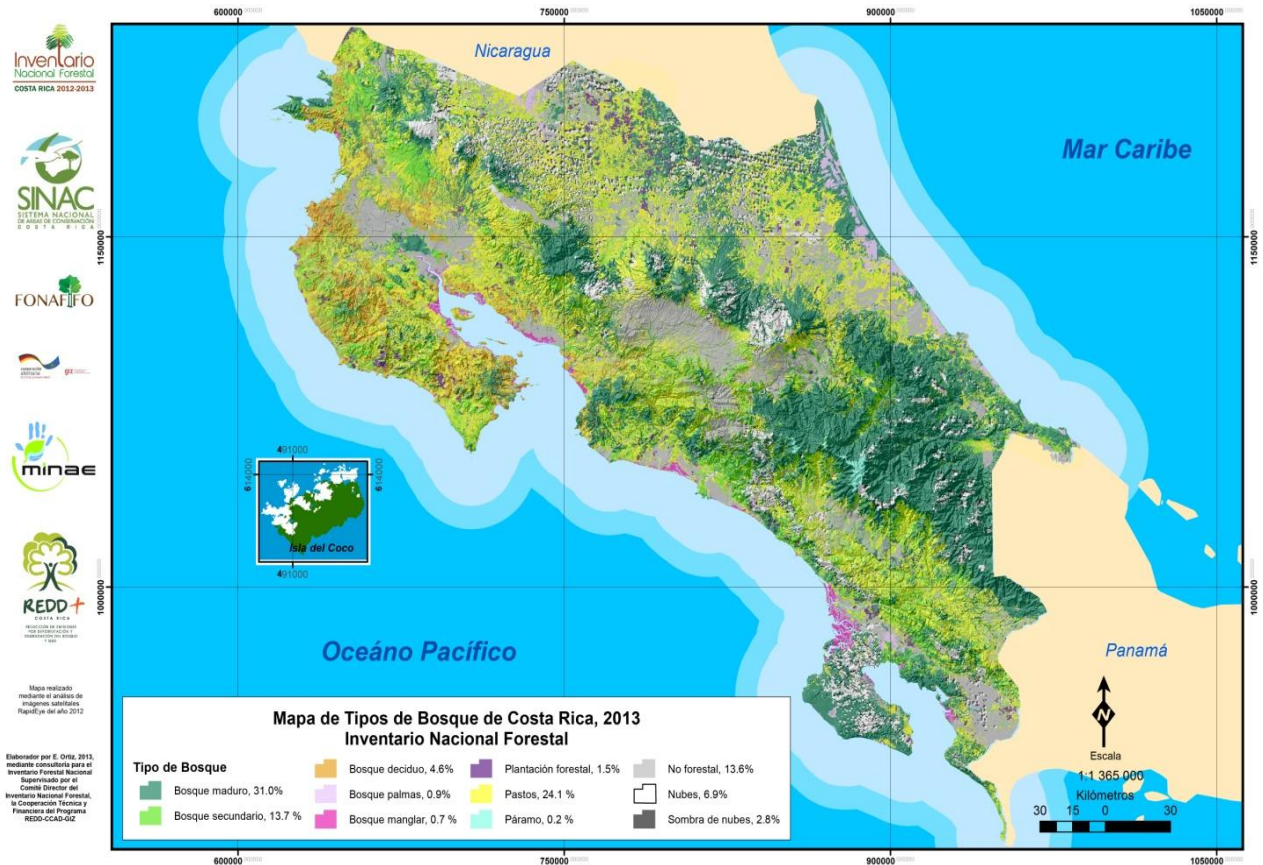 Inventario
Nacional Forestal
COSTA RICA 2012-2013
SINAC
SISTEMA NACIONAL
DE AREAS DE CONSERVACIÓN
COSTA RICA
FONAFIFO
giz
minae
REDD+
COSTA RICA
Mapa realizado
mediante el análisis de
imágenes satelitales
RapidEye del año 2012
Elaborador por E. Ortiz, 2013,
mediante consultoría para el
Inventario Forestal Nacional
Supervisado por el
Comité Director del
Inventario Nacional Forestal,
la Cooperación Técnica y
Financiera del Programa
REDD-CCAD-GIZ
600000
750000
900000
1050000
Nicaragua
Mar Caribe
1150000
1150000
491000
614000
614000
Isla del Coco
491000
1000000
1000000
Océano Pacífico
Panamá
N
Escala
1:1 365 000
Kilómetros
30 15 0 30
Mapa de Tipos de Bosque de Costa Rica, 2013
Inventario Nacional Forestal
Tipo de Bosque
Bosque maduro, 31.0%
Bosque secundario, 13.7 %
Bosque deciduo, 4.6%
Bosque palmas, 0.9%
Bosque manglar, 0.7 %
Plantación forestal, 1.5%
Pastos, 24.1 %
Páramo, 0.2 %
No forestal, 13.6%
Nubes, 6.9%
Sombra de nubes, 2.8%
600000
750000
900000
1050000